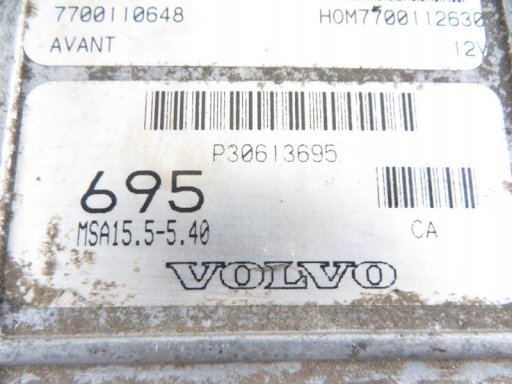 7700110648 HOM7700112630
AVANT 12V
P30613695
695
MSA15.5-5.40 CA
VOLVO